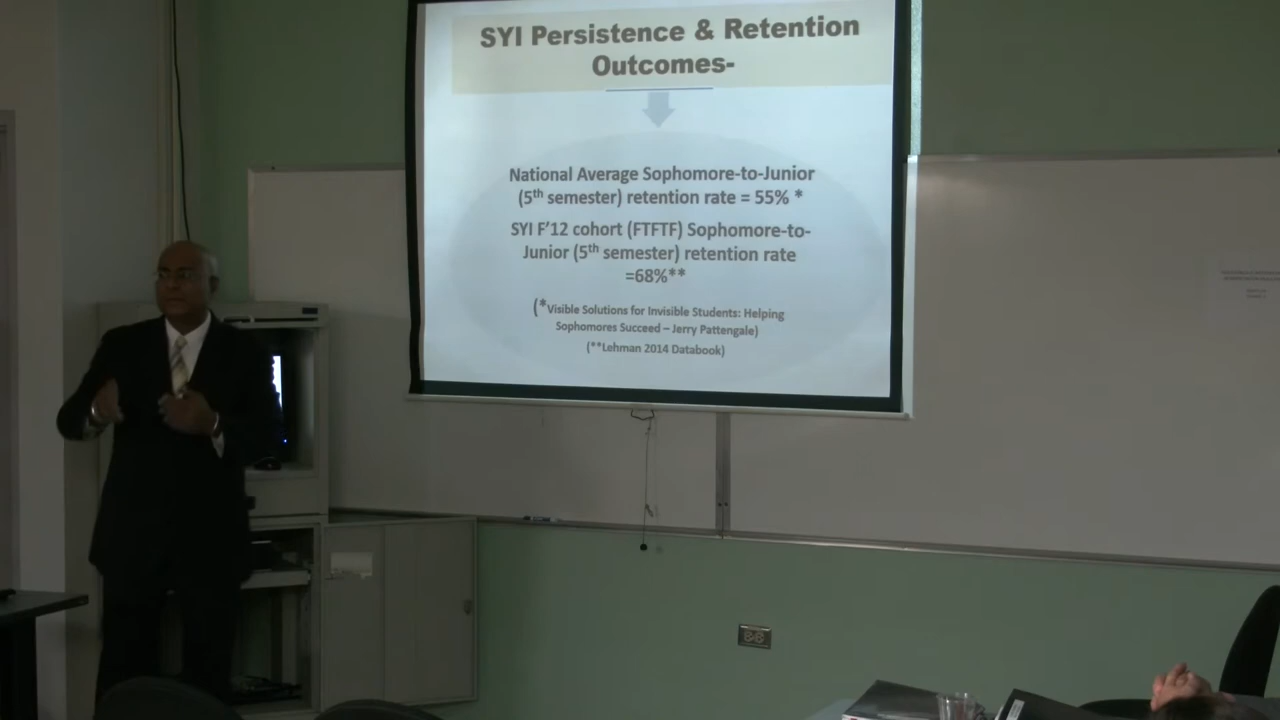 SYI Persistence & Retention
Outcomes-
National Average Sophomore-to-Junior
(5th semester) retention rate = 55% *
SYI F'12 cohort (FTFTF) Sophomore-to-
Junior (5th semester) retention rate
=68%**
(*Visible Solutions for Invisible Students: Helping
Sophomores Succeed – Jerry Pattengale)
(**Lehman 2014 Databook)